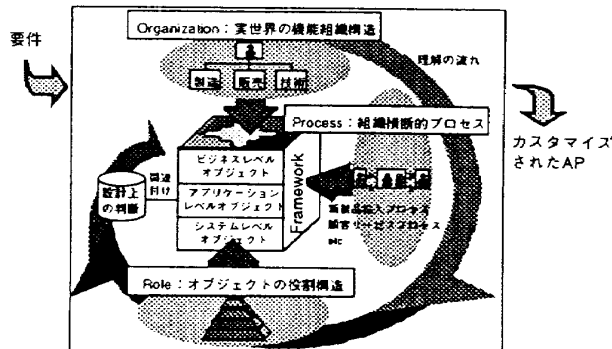 要件
Organization：実世界の機能組織構造
製造 販売 技術
理解の流れ
Process：組織横断的プロセス
カスタマイズ
されたAP
ビジネスレベル
オブジェクト
アプリケーション
レベルオブジェクト
システムレベル
オブジェクト
Framework
関連
付け
設計上
の判断
新製品投入プロセス
顧客サービスプロセス
etc
Role：オブジェクトの役割構造